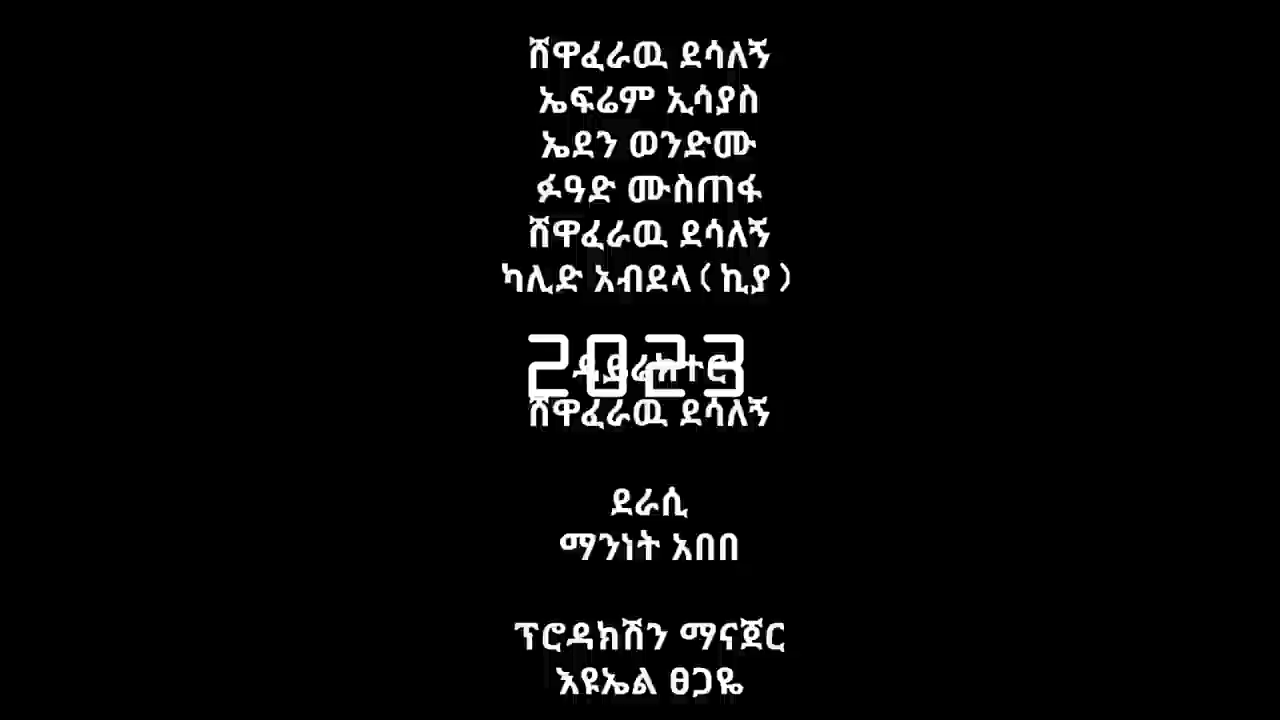 ሸዋፈራዉ ደሳለኝ
ኤፍሬም ኢሳያስ
ኤደን ወንድሙ
ፉዓድ ሙስጠፋ
ሸዋፈራዉ ደሳለኝ
ካሊድ አብደላ(ኪያ)
2023
ዳይሬክተር
ሸዋፈራዉ ደሳለኝ
ደራሲ
ማንነት አበበ
ፕሮዳክሽን ማናጀር
እዩኤል ፀጋዬ